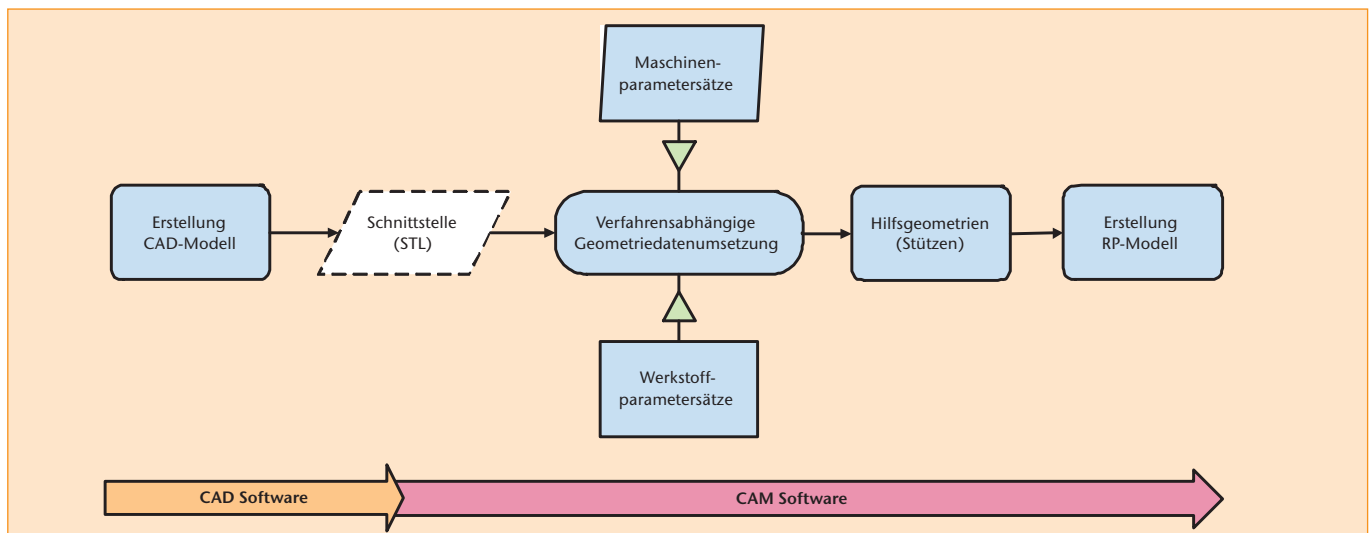 Maschinen-
parametersätze
Erstellung
CAD-Modell
Schnittstelle
(STL)
Verfahrensabhängige
Geometriedatenumsetzung
Hilfsgeometrien
(Stützen)
Erstellung
RP-Modell
Werkstoff-
parametersätze
CAD Software
CAM Software